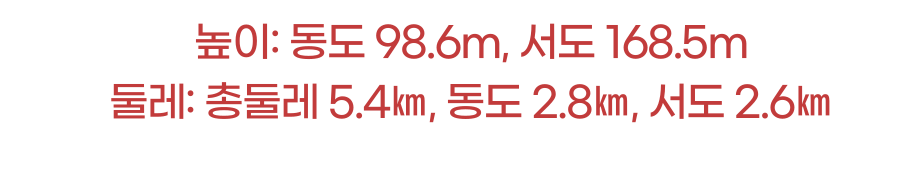 높이: 동도 98.6m, 서도 168.5m
둘레: 총둘레 5.4㎞, 동도 2.8㎞, 서도 2.6㎞